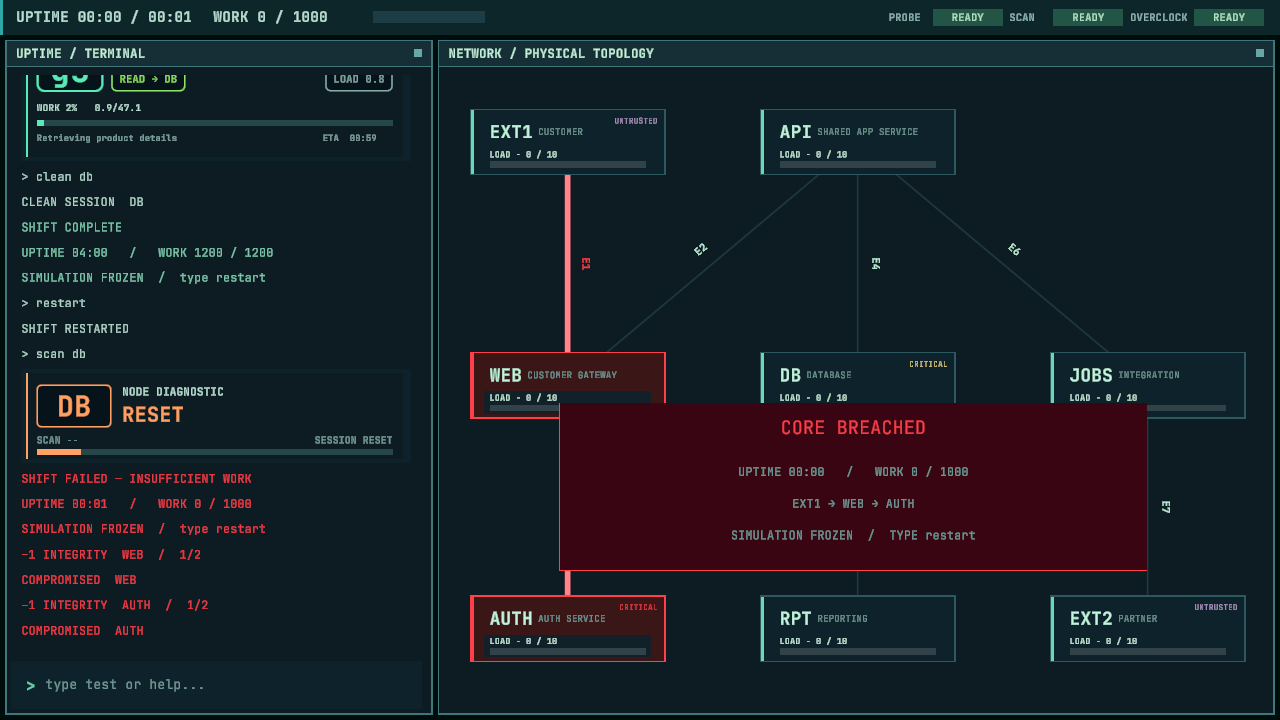 UPTIME 00:00 / 00:01 WORK 0 / 1000
PROBE READY SCAN READY OVERCLOCK READY
UPTIME / TERMINAL
READ → DB LOAD 0.8
WORK 2% 0.9/47.1
Retrieving product details ETA 00:59
> clean db
CLEAN SESSION DB
SHIFT COMPLETE
UPTIME 04:00 / WORK 1200 / 1200
SIMULATION FROZEN / type restart
> restart
SHIFT RESTARTED
> scan db
DB NODE DIAGNOSTIC
RESET
SCAN -- SESSION RESET
SHIFT FAILED — INSUFFICIENT WORK
UPTIME 00:01 / WORK 0 / 1000
SIMULATION FROZEN / type restart
−1 INTEGRITY WEB / 1/2
COMPROMISED WEB
−1 INTEGRITY AUTH / 1/2
COMPROMISED AUTH
> type test or help...
NETWORK / PHYSICAL TOPOLOGY
UNTRUSTED
EXT1 CUSTOMER
LOAD - 0 / 10
API SHARED APP SERVICE
LOAD - 0 / 10
E1
E2
E4
E6
WEB CUSTOMER GATEWAY
LOAD - 0 / 10
CRITICAL
DB DATABASE
LOAD - 0 / 10
JOBS INTEGRATION
LOAD - 0 / 10
CORE BREACHED
UPTIME 00:00 / WORK 0 / 1000
EXT1 → WEB → AUTH
SIMULATION FROZEN / TYPE restart
E7
CRITICAL
AUTH AUTH SERVICE
LOAD - 0 / 10
RPT REPORTING
LOAD - 0 / 10
UNTRUSTED
EXT2 PARTNER
LOAD - 0 / 10